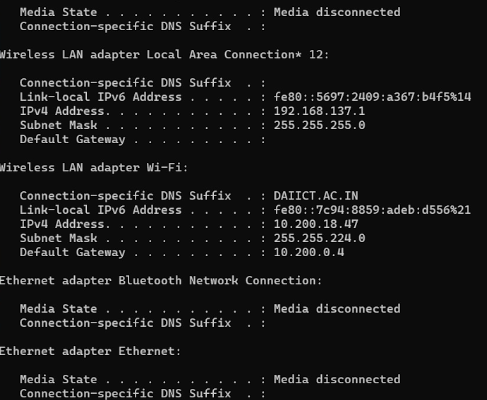 Media State . . . . . . . . . . . : Media disconnected
Connection-specific DNS Suffix  . :
Wireless LAN adapter Local Area Connection* 12:
Connection-specific DNS Suffix  . :
Link-local IPv6 Address . . . . . : fe80::5697:2409:a367:b4f5%14
IPv4 Address. . . . . . . . . . . : 192.168.137.1
Subnet Mask . . . . . . . . . . . : 255.255.255.0
Default Gateway . . . . . . . . . :
Wireless LAN adapter Wi-Fi:
Connection-specific DNS Suffix  . : DAIICT.AC.IN
Link-local IPv6 Address . . . . . : fe80::7c94:8859:adeb:d556%21
IPv4 Address. . . . . . . . . . . : 10.200.18.47
Subnet Mask . . . . . . . . . . . : 255.255.224.0
Default Gateway . . . . . . . . . : 10.200.0.4
Ethernet adapter Bluetooth Network Connection:
Media State . . . . . . . . . . . : Media disconnected
Connection-specific DNS Suffix  . :
Ethernet adapter Ethernet:
Media State . . . . . . . . . . . : Media disconnected
Connection-specific DNS Suffix  . :